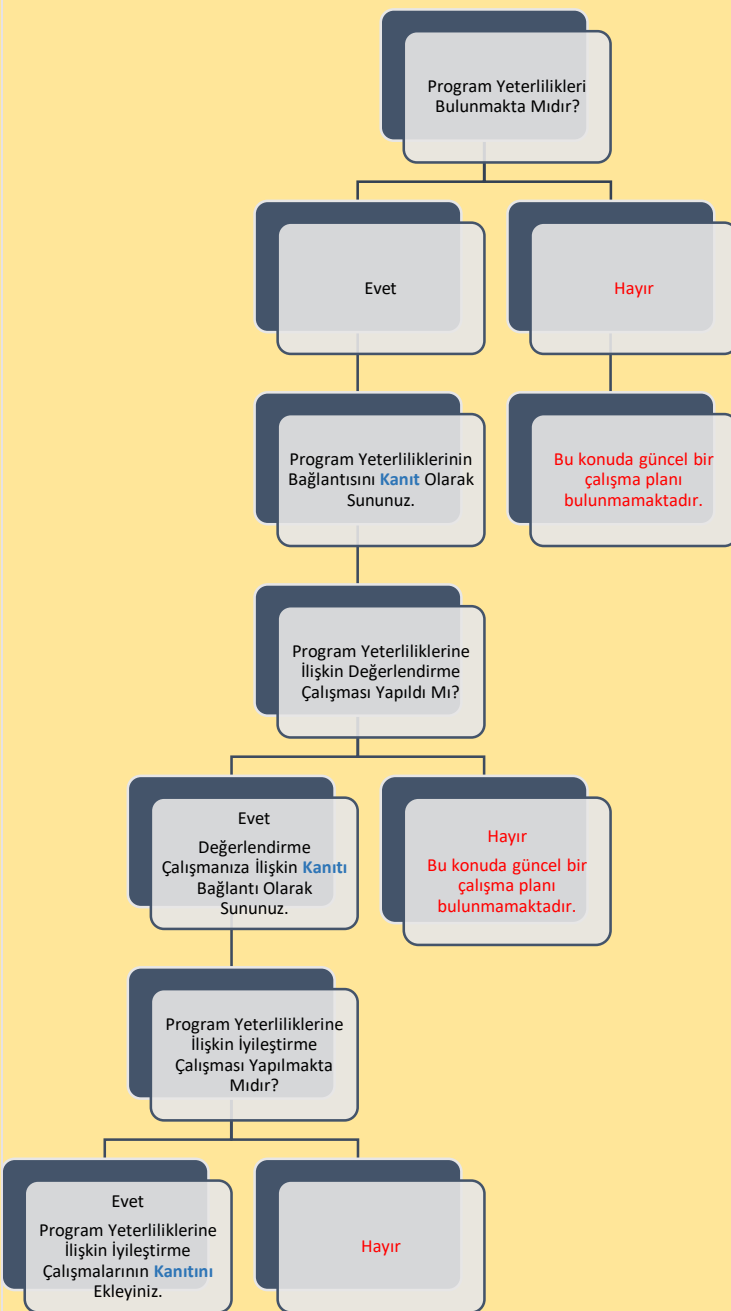 Program Yeterlilikleri
Bulunmakta Mıdır?
Evet
Hayır
Program Yeterliliklerinin
Bağlantısını Kanıt Olarak
Sununuz.
Bu konuda güncel bir
çalışma planı
bulunmamaktadır.
Program Yeterliliklerine
İlişkin Değerlendirme
Çalışması Yapıldı Mı?
Evet
Değerlendirme
Çalışmanıza İlişkin Kanıtı
Bağlantı Olarak
Sununuz.
Hayır
Bu konuda güncel bir
çalışma planı
bulunmamaktadır.
Program Yeterliliklerine
İlişkin İyileştirme
Çalışması Yapılmakta
Mıdır?
Evet
Program Yeterliliklerine
İlişkin İyileştirme
Çalışmalarının Kanıtını
Ekleyiniz.
Hayır